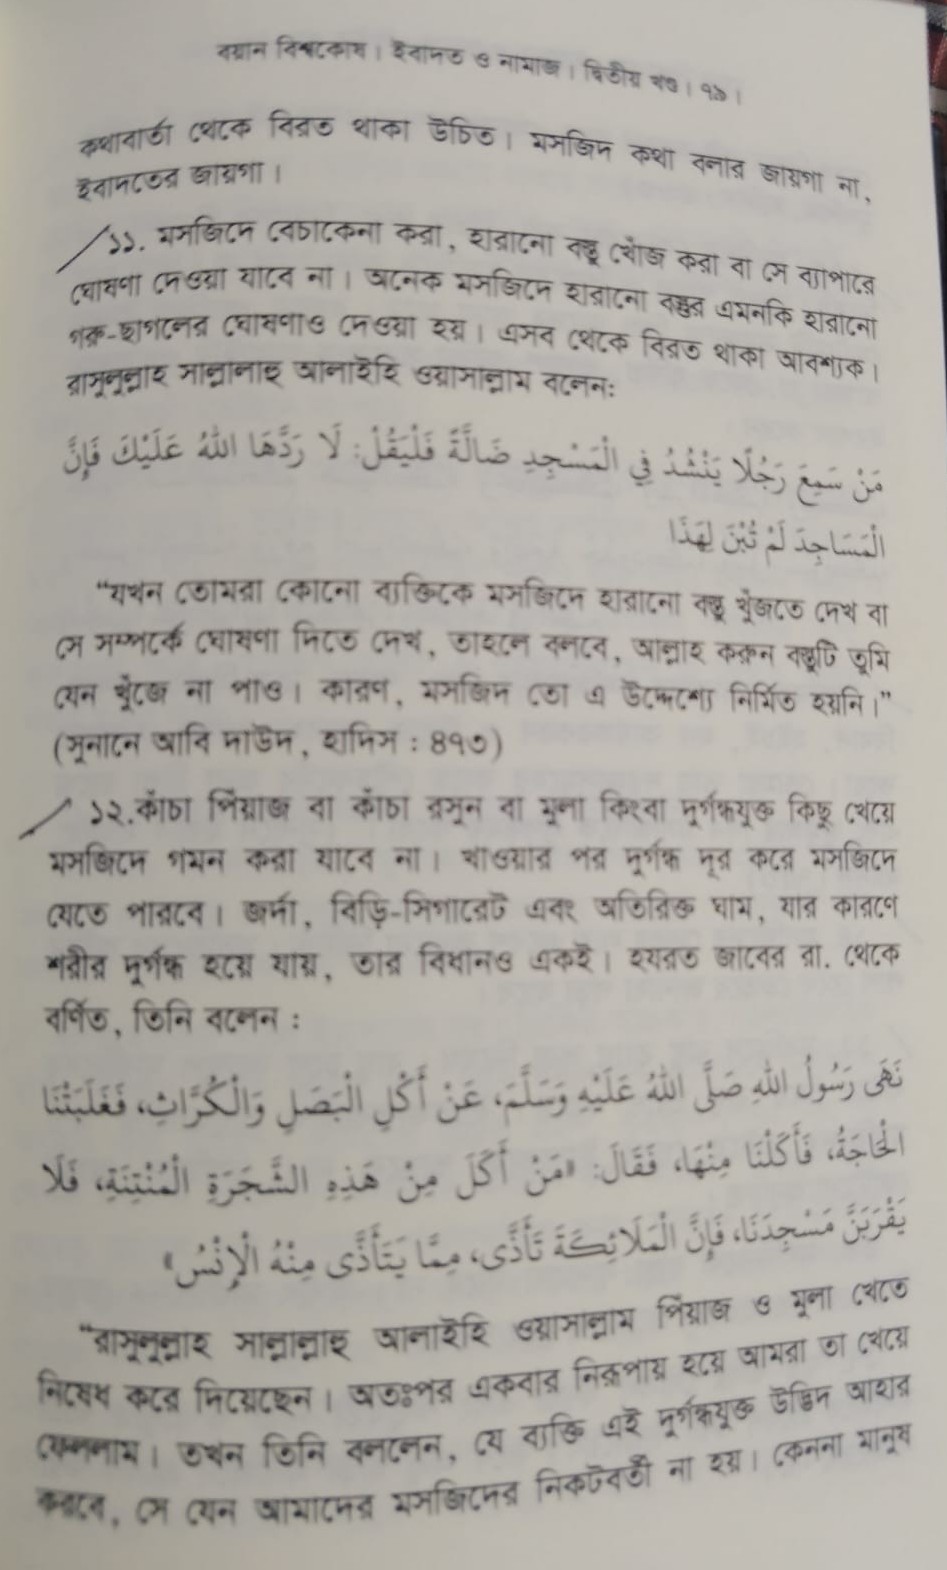 বয়ান বিশ্বকোষ। ইবাদত ও নামাজ। দ্বিতীয় খণ্ড। ৭৯।
কথাবার্তা থেকে বিরত থাকা উচিত। মসজিদ কথা বলার জায়গা না,
ইবাদতের জায়গা।
১১. মসজিদে বেচাকেনা করা, হারানো বস্তু খোঁজ করা বা সে ব্যাপারে
ঘোষণা দেওয়া যাবে না। অনেক মসজিদে হারানো বস্তুর এমনকি হারানো
গরু-ছাগলের ঘোষণাও দেওয়া হয়। এসব থেকে বিরত থাকা আবশ্যক।
রাসুলুল্লাহ সাল্লাল্লাহু আলাইহি ওয়াসাল্লাম বলেন:
مَنْ سَمِعَ رَجُلًا يَنْشُدُ فِي الْمَسْجِدِ ضَالَّةً فَلْيَقُلْ: لَا رَدَّهَا اللهُ عَلَيْكَ فَإِنَّ
الْمَسَاجِدَ لَمْ تُبْنَ لِهَذَا
“যখন তোমরা কোনো ব্যক্তিকে মসজিদে হারানো বস্তু খুঁজতে দেখ বা
সে সম্পর্কে ঘোষণা দিতে দেখ, তাহলে বলবে, আল্লাহ করুন বস্তুটি তুমি
যেন খুঁজে না পাও। কারণ, মসজিদ তো এ উদ্দেশ্যে নির্মিত হয়নি।”
(সুনানে আবি দাউদ, হাদিস : ৪৭৩)
১২.কাঁচা পিঁয়াজ বা কাঁচা রসুন বা মুলা কিংবা দুর্গন্ধযুক্ত কিছু খেয়ে
মসজিদে গমন করা যাবে না। খাওয়ার পর দুর্গন্ধ দূর করে মসজিদে
যেতে পারবে। জর্দা, বিড়ি-সিগারেট এবং অতিরিক্ত ঘাম, যার কারণে
শরীর দুর্গন্ধ হয়ে যায়, তার বিধানও একই। হযরত জাবের রা. থেকে
বর্ণিত, তিনি বলেন :
نَهَى رَسُولُ اللهِ صَلَّى اللهُ عَلَيْهِ وَسَلَّمَ، عَنْ أَكْلِ الْبَصَلِ وَالْكُرَّاثِ، فَغَلَبَتْنَا
الْحَاجَةُ، فَأَكَلْنَا مِنْهَا، فَقَالَ: «مَنْ أَكَلَ مِنْ هَذِهِ الشَّجَرَةِ الْمُنْتِنَةِ، فَلَا
يَقْرَبَنَّ مَسْجِدَنَا، فَإِنَّ الْمَلَائِكَةَ تَأَذَّى، مِمَّا يَتَأَذَّى مِنْهُ الْإِنْسُ»
“রাসুলুল্লাহ সাল্লাল্লাহু আলাইহি ওয়াসাল্লাম পিঁয়াজ ও মুলা খেতে
নিষেধ করে দিয়েছেন। অতঃপর একবার নিরুপায় হয়ে আমরা তা খেয়ে
ফেললাম। তখন তিনি বললেন, যে ব্যক্তি এই দুর্গন্ধযুক্ত উদ্ভিদ আহার
করবে, সে যেন আমাদের মসজিদের নিকটবর্তী না হয়। কেননা মানুষ